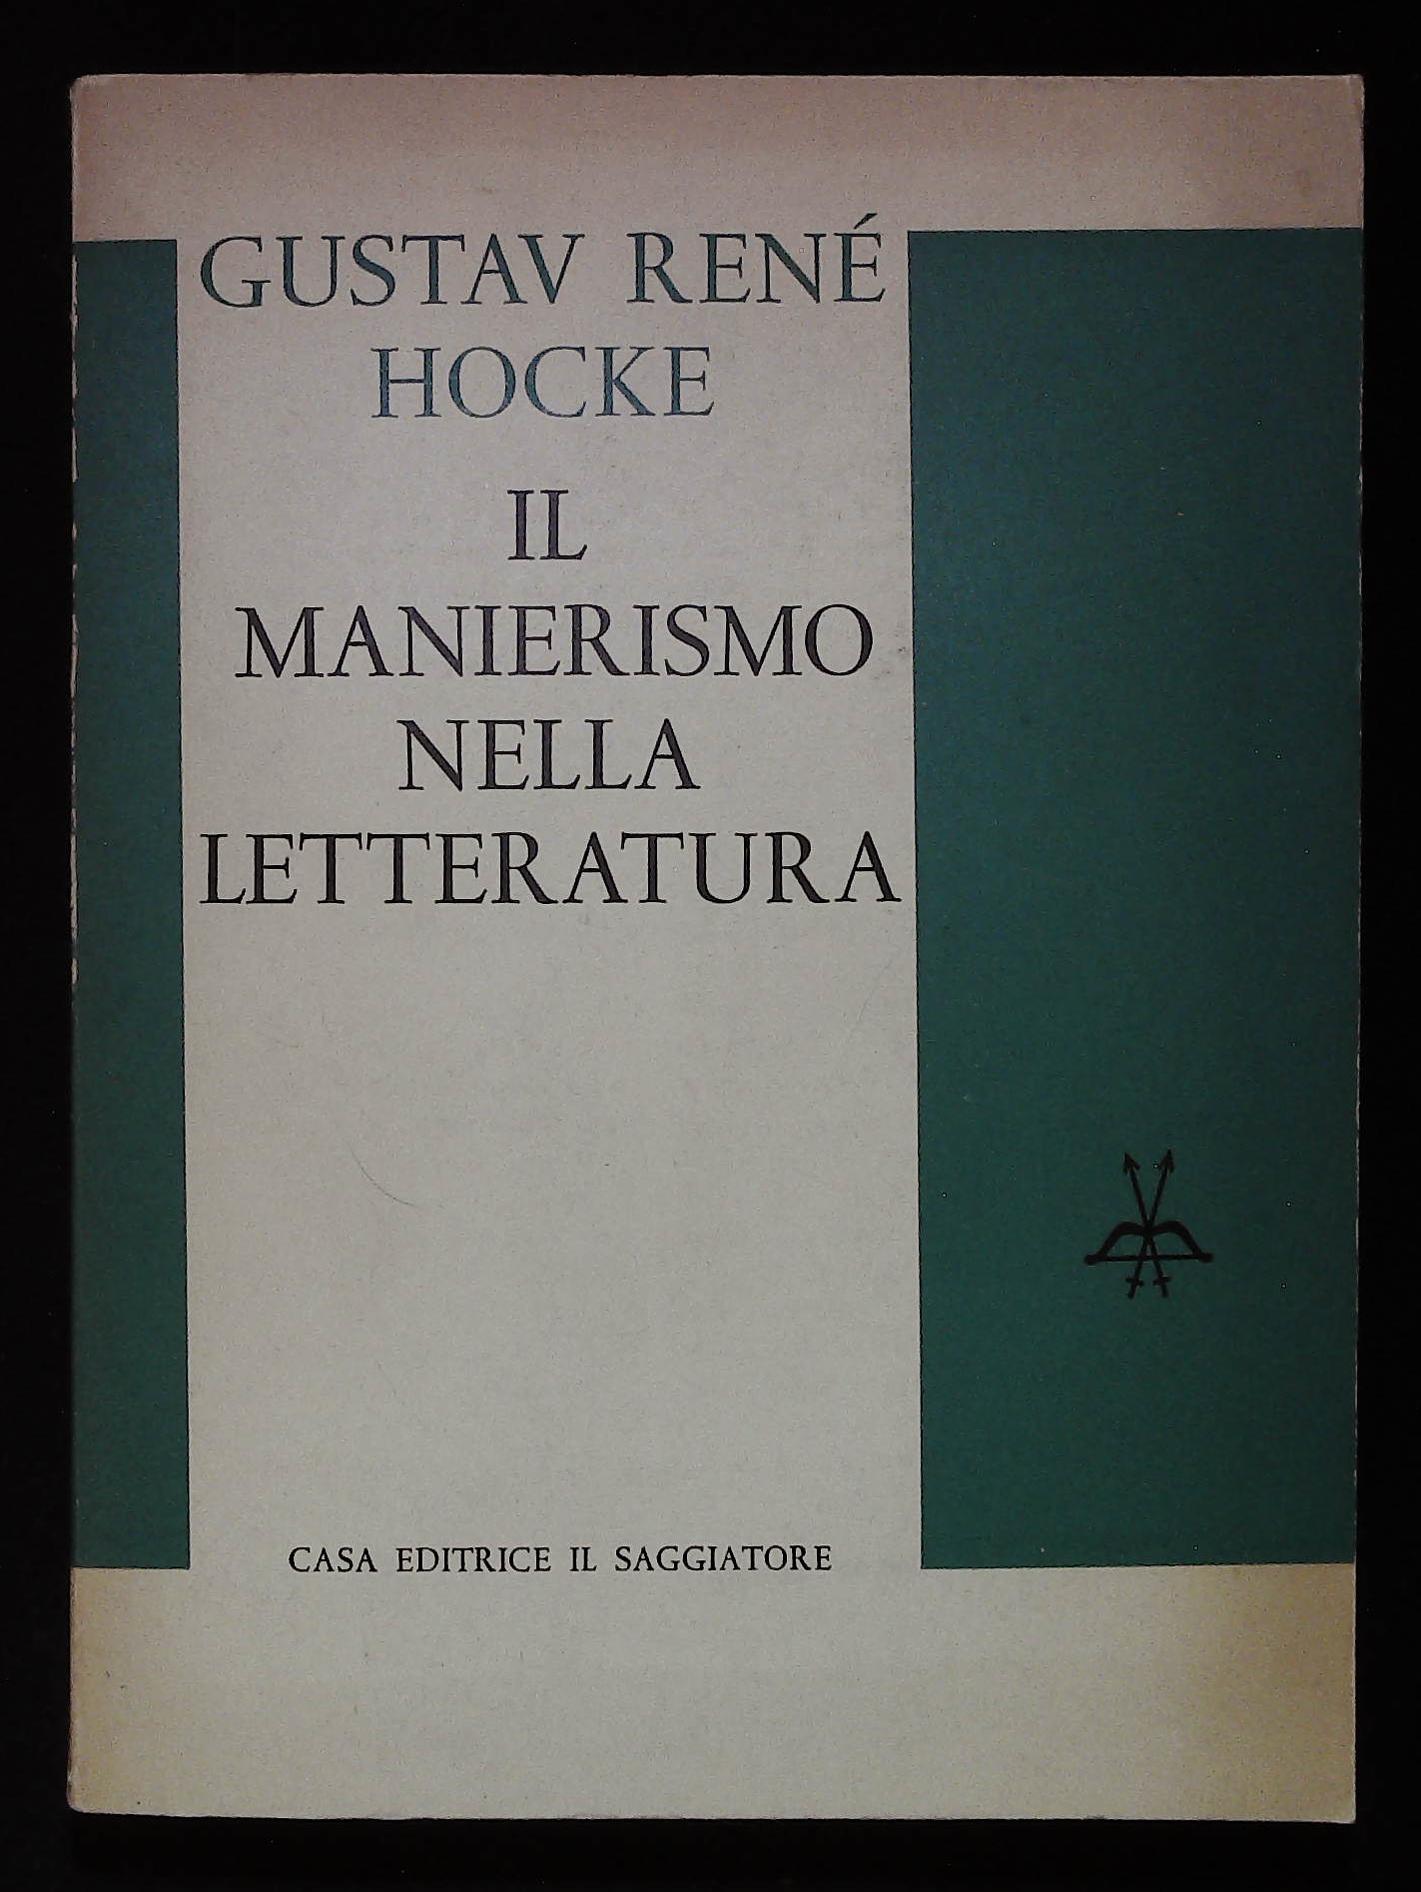 GUSTAV RENÉ
HOCKE
IL
MANIERISMO
NELLA
LETTERATURA
CASA EDITRICE IL SAGGIATORE